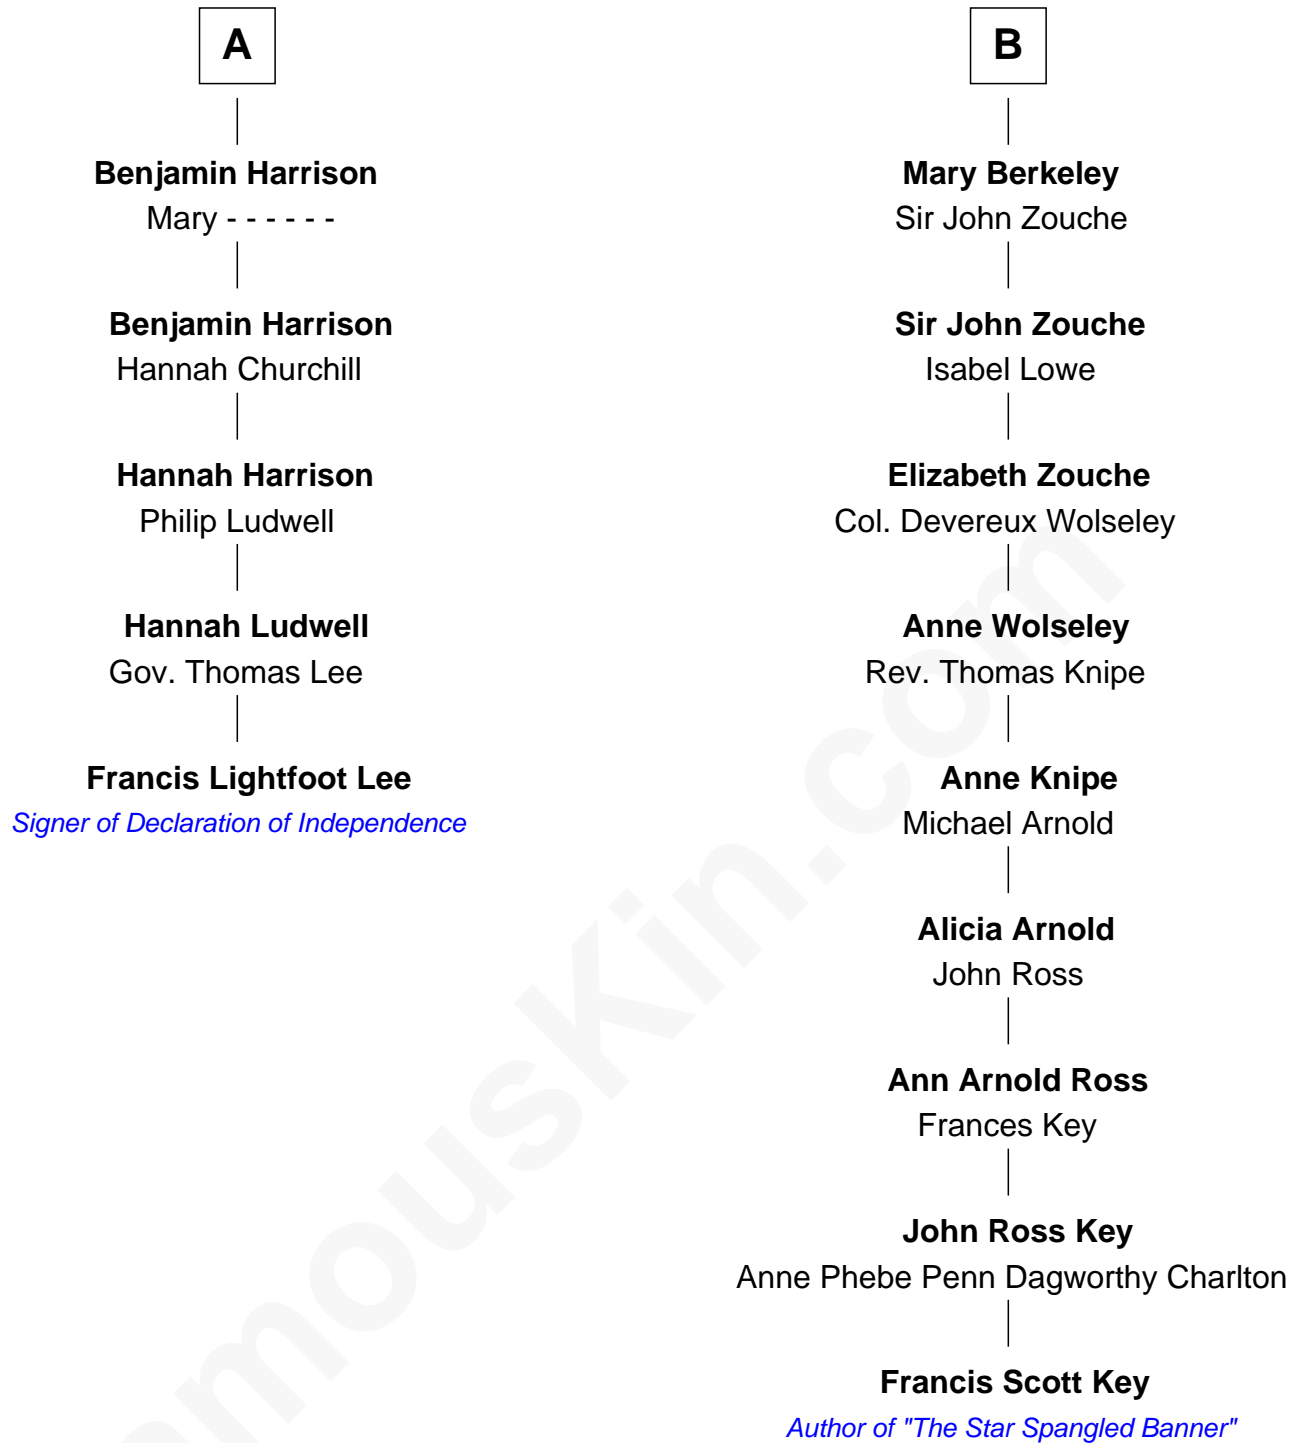 A
Benjamin Harrison
Mary - - - - - -
Benjamin Harrison
Hannah Churchill
Hannah Harrison
Philip Ludwell
Hannah Ludwell
Gov. Thomas Lee
Francis Lightfoot Lee
Signer of Declaration of Independence
B
Mary Berkeley
Sir John Zouche
Sir John Zouche
Isabel Lowe
Elizabeth Zouche
Col. Devereux Wolseley
Anne Wolseley
Rev. Thomas Knipe
Anne Knipe
Michael Arnold
Alicia Arnold
John Ross
Ann Arnold Ross
Frances Key
John Ross Key
Anne Phebe Penn Dagworthy Charlton
Francis Scott Key
Author of "The Star Spangled Banner"
amouskin.com